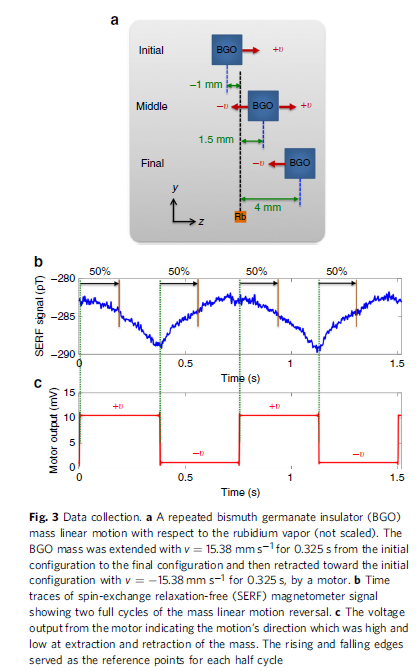 a
Initial
BGO
+υ
−1 mm
Middle
−υ
BGO
+υ
1.5 mm
Final
−υ
BGO
4 mm
y
z
Rb
b
50%
50%
50%
50%
SERF signal (pT)
−280
−285
−290
0
0.5
1
1.5
Time (s)
c
Motor output (mV)
15
10
5
0
+υ
−υ
+υ
−υ
0
0.5
1
1.5
Time (s)
Fig. 3 Data collection. a A repeated bismuth germanate insulator (BGO)
mass linear motion with respect to the rubidium vapor (not scaled). The
BGO mass was extended with v = 15.38 mm s−1 for 0.325 s from the initial
configuration to the final configuration and then retracted toward the initial
configuration with v = −15.38 mm s−1 for 0.325 s, by a motor. b Time
traces of spin-exchange relaxation-free (SERF) magnetometer signal
showing two full cycles of the mass linear motion reversal. c The voltage
output from the motor indicating the motion's direction which was high and
low at extraction and retraction of the mass. The rising and falling edges
served as the reference points for each half cycle